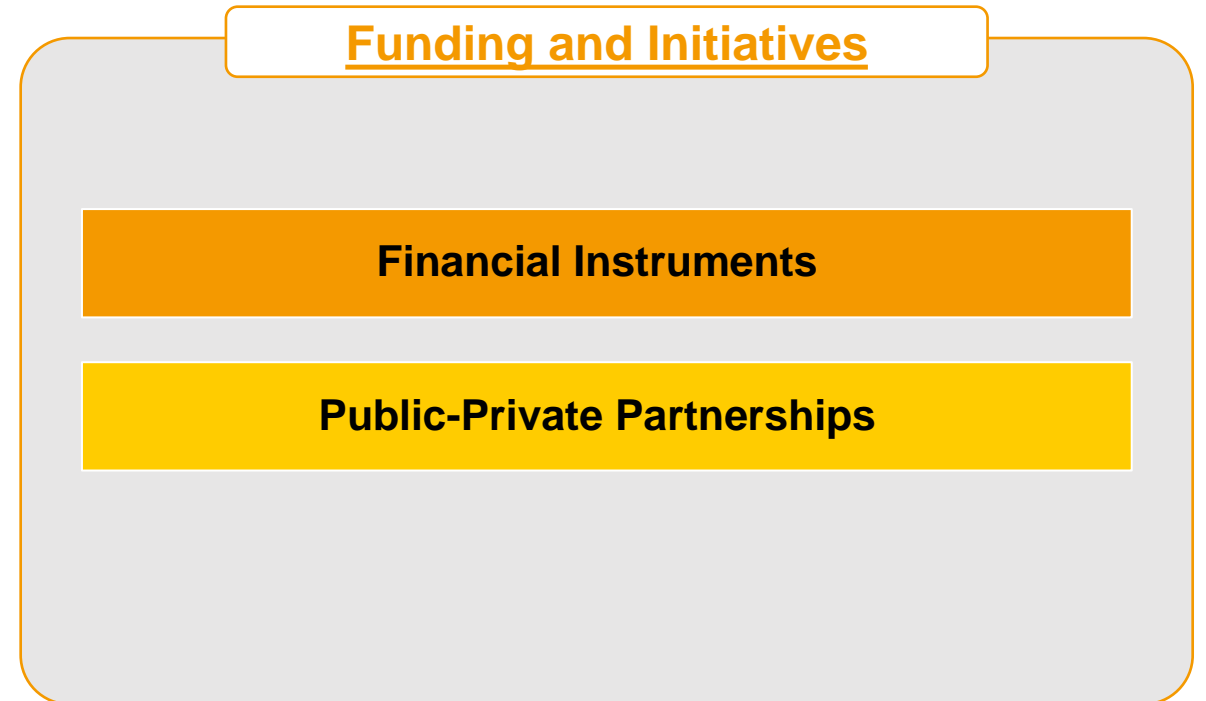 Funding and Initiatives
Financial Instruments
Public-Private Partnerships